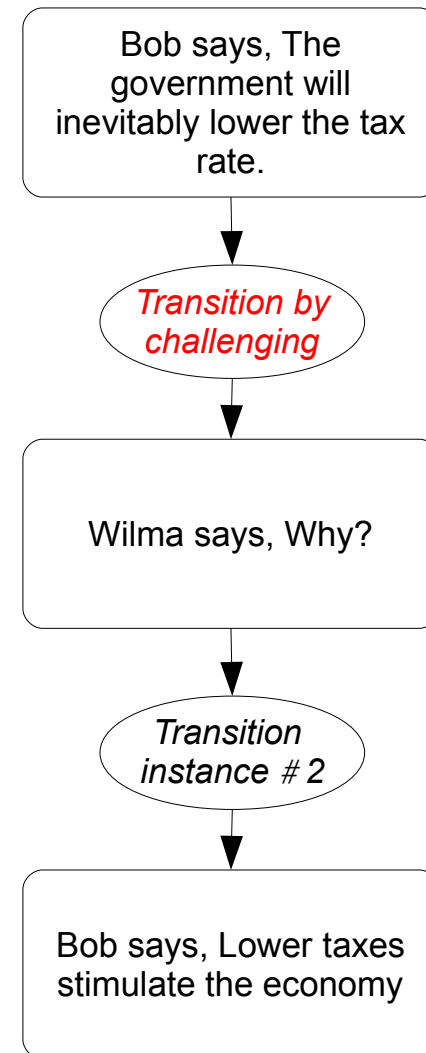 Bob says, The
government will
inevitably lower the tax
rate.
Transition by
challenging
Wilma says, Why?
Transition
instance # 2
Bob says, Lower taxes
stimulate the economy